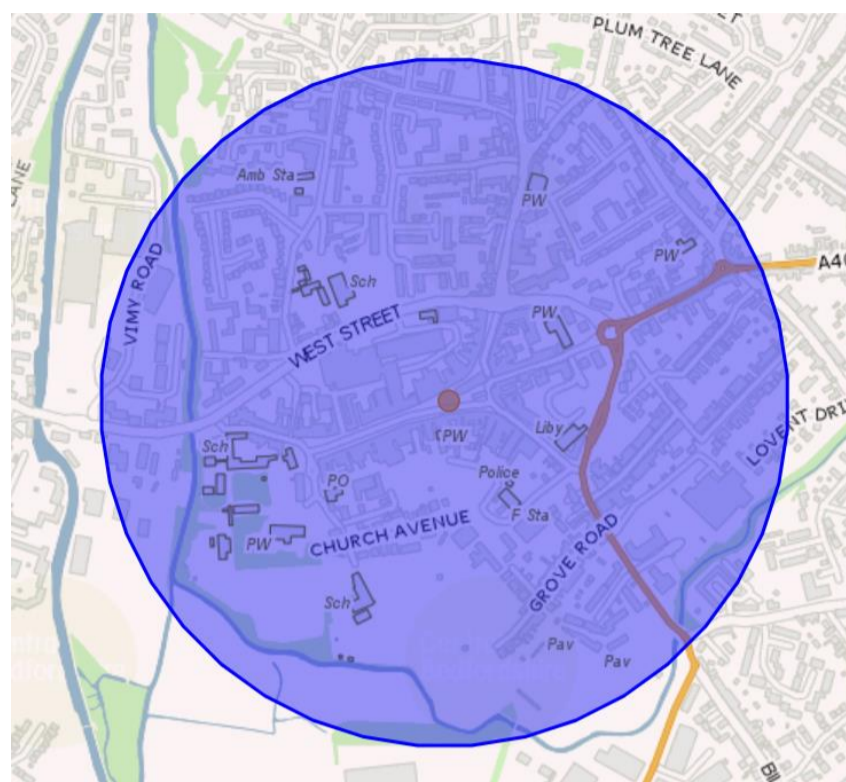 PLUM TREE LANE
LANE
Amb Sta
PW
VIMY ROAD
PW
A40
Sch
WEST STREET
PW
Sch
PW
Liby
LOVENT DRI
PO
Police
F Sta
CHURCH AVENUE
PW
GROVE ROAD
Sch
Pav
Pav